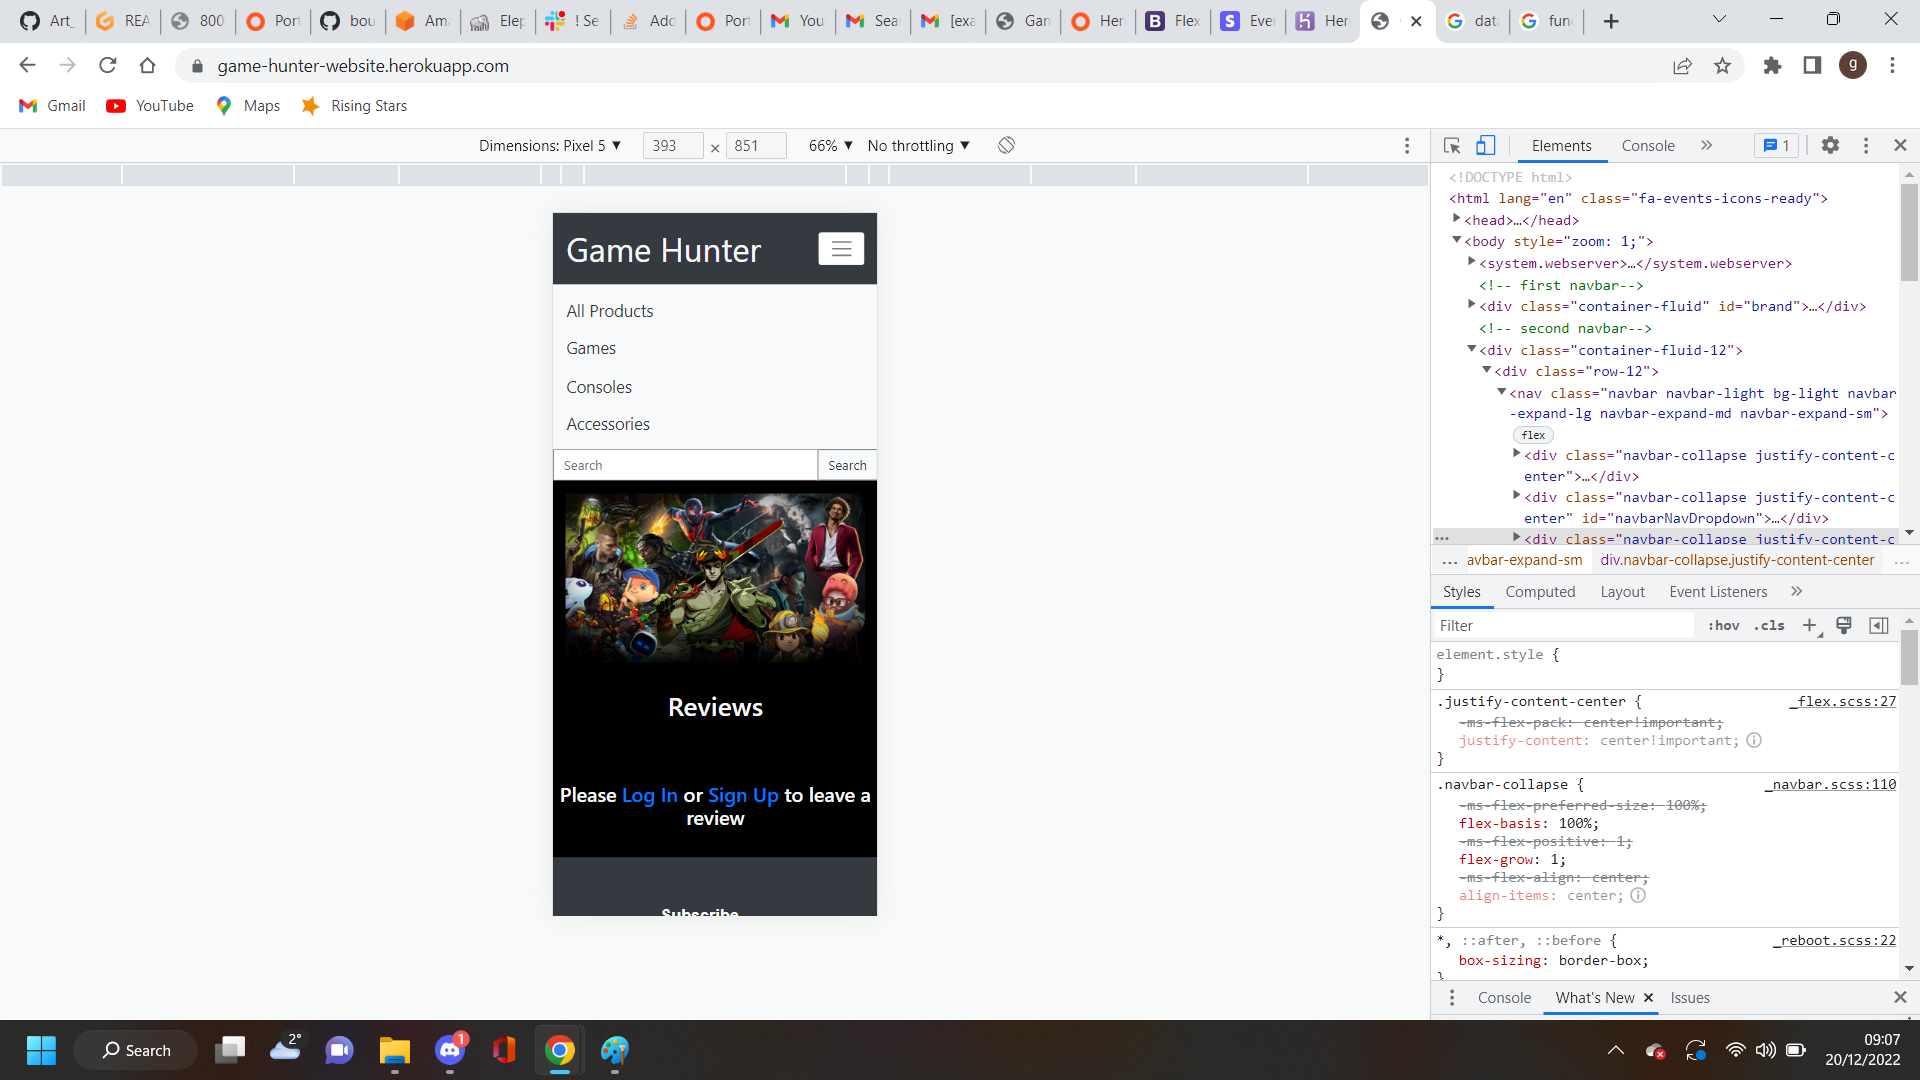 Art_
REA
800
Port
bou
Ama
Elep
! Se
Add
Port
You
Sea
[exa
Gan
Her
Flex
Eve
Her
data
fun
game-hunter-website.herokuapp.com
g
Gmail
YouTube
Maps
Rising Stars
Dimensions: Pixel 5 ▼
393 × 851
66% ▼
No throttling ▼
Elements
Console
1
Game Hunter
All Products
Games
Consoles
Accessories
Search
Search
Reviews
Please Log In or Sign Up to leave a
review
Subscribe
<!DOCTYPE html>
<html lang="en" class="fa-events-icons-ready">
<head>…</head>
<body style="zoom: 1;">
<system.webserver>…</system.webserver>
<!-- first navbar-->
<div class="container-fluid" id="brand">…</div>
<!-- second navbar-->
<div class="container-fluid-12">
<div class="row-12">
<nav class="navbar navbar-light bg-light navbar
-expand-lg navbar-expand-md navbar-expand-sm">
flex
<div class="navbar-collapse justify-content-c
enter">…</div>
<div class="navbar-collapse justify-content-c
enter" id="navbarNavDropdown">…</div>
<div class="navbar-collapse justify-content-c
… avbar-expand-sm div.navbar-collapse.justify-content-center …
Styles
Computed
Layout
Event Listeners
Filter
:hov .cls
element.style {
}
.justify-content-center { _flex.scss:27
-ms-flex-pack: center!important;
justify-content: center!important;
}
.navbar-collapse { _navbar.scss:110
-ms-flex-preferred-size: 100%;
flex-basis: 100%;
-ms-flex-positive: 1;
flex-grow: 1;
-ms-flex-align: center;
align-items: center;
}
*, ::after, ::before { _reboot.scss:22
box-sizing: border-box;
}
Console
What's New
Issues
Search
2°
1
09:07
20/12/2022